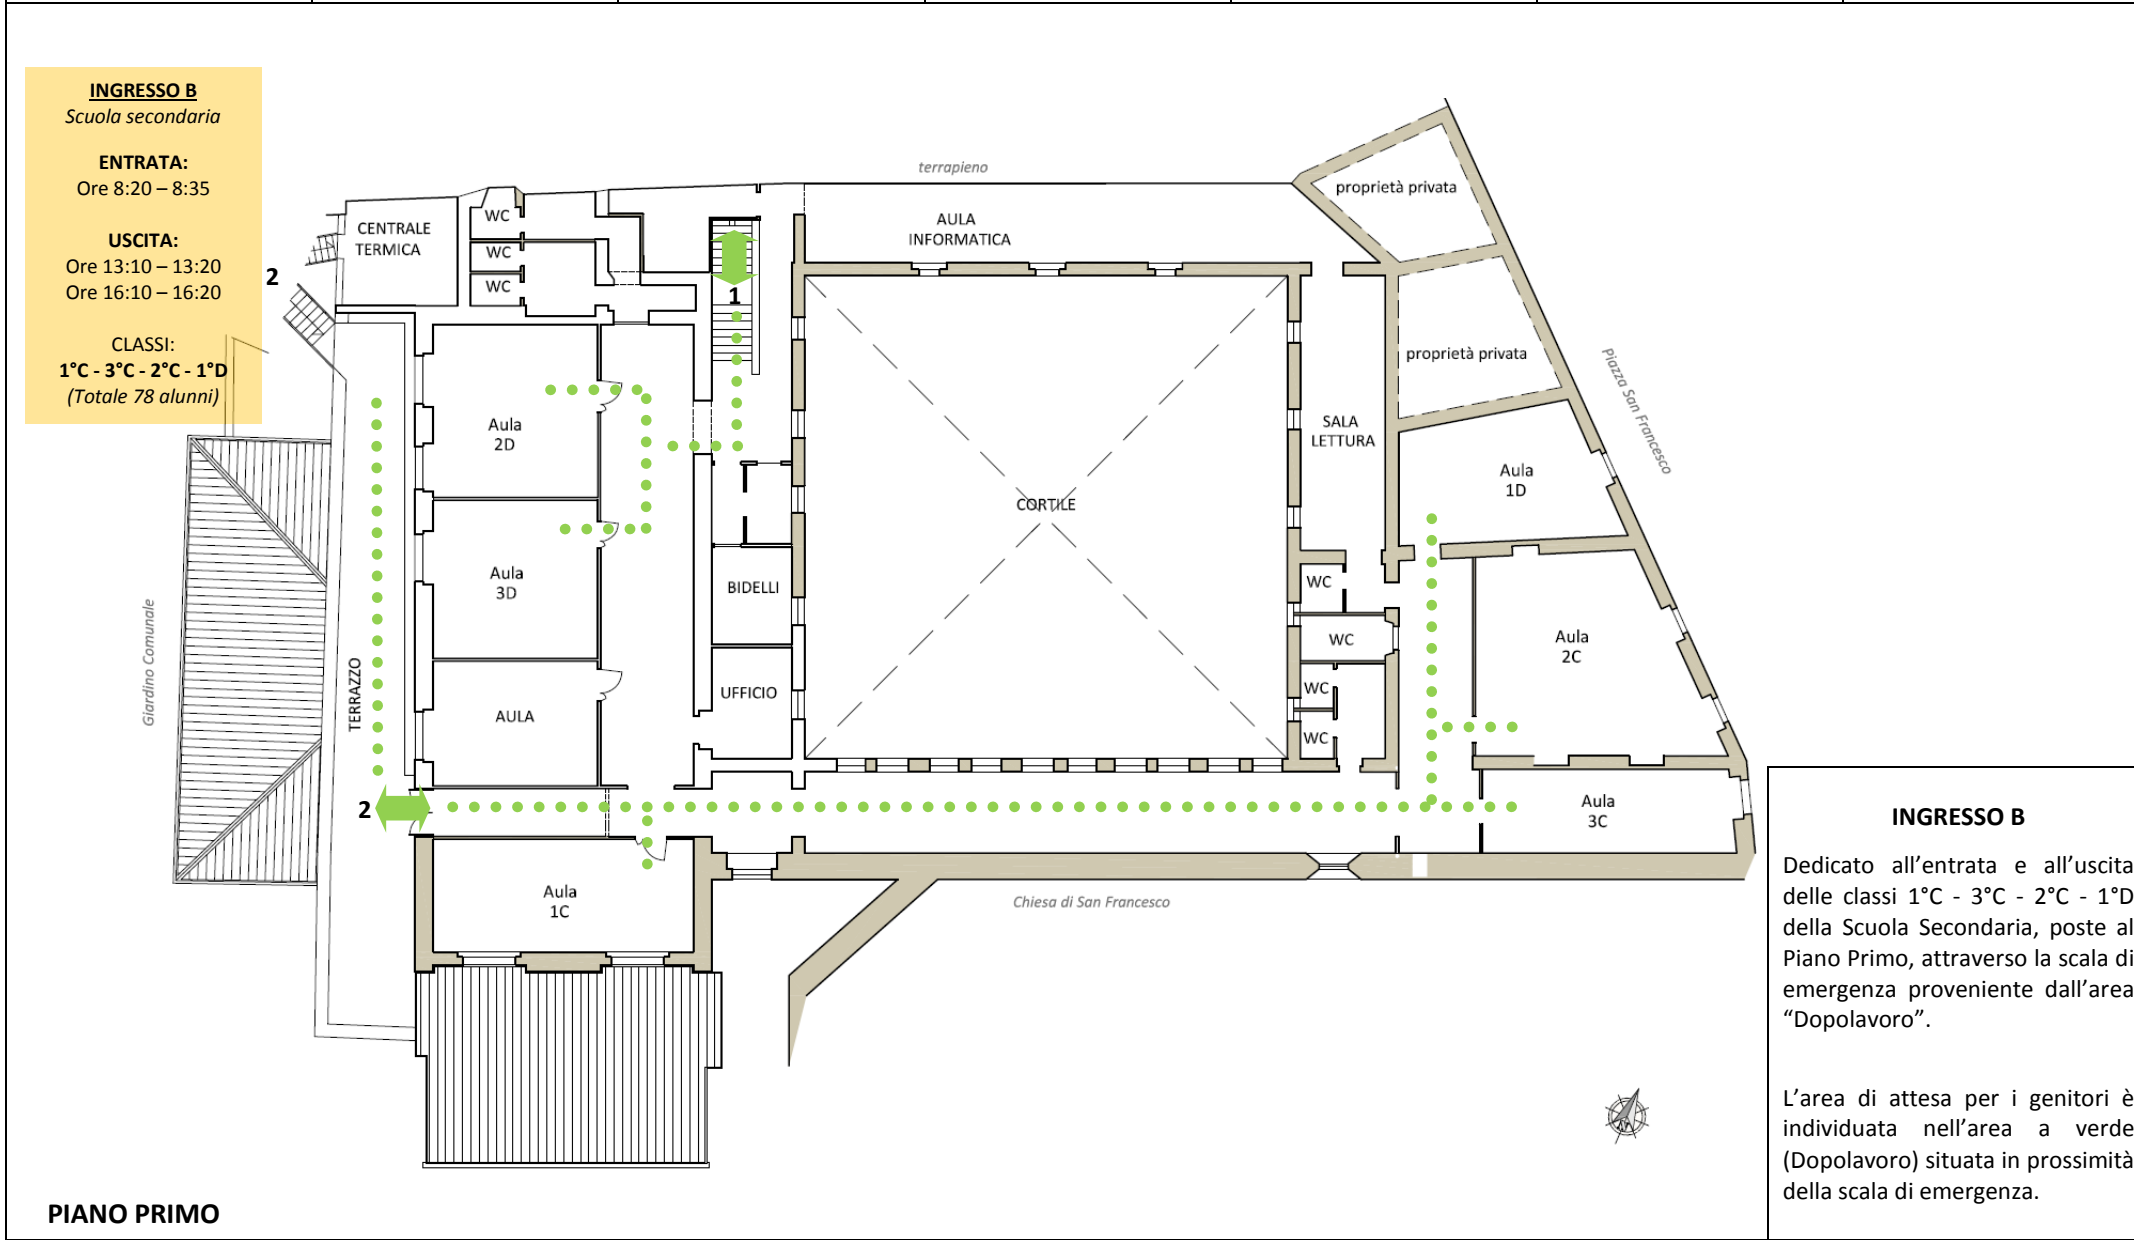 INGRESSO B
Scuola secondaria
ENTRATA:
Ore 8:20 – 8:35
USCITA:
Ore 13:10 – 13:20
Ore 16:10 – 16:20
CLASSI:
1°C - 3°C - 2°C - 1°D
(Totale 78 alunni)
2
CENTRALE
TERMICA
WC
WC
WC
1
terrapieno
AULA
INFORMATICA
proprietà privata
proprietà privata
Piazza San Francesco
SALA
LETTURA
Aula
2D
Aula
1D
CORTILE
Aula
3D
BIDELLI
WC
WC
Aula
2C
Giardino Comunale
TERRAZZO
AULA
UFFICIO
WC
WC
2
Aula
3C
Aula
1C
Chiesa di San Francesco
N
INGRESSO B
Dedicato all’entrata e all’uscita
delle classi 1°C - 3°C - 2°C - 1°D
della Scuola Secondaria, poste al
Piano Primo, attraverso la scala di
emergenza proveniente dall’area
“Dopolavoro”.
L’area di attesa per i genitori è
individuata nell’area a verde
(Dopolavoro) situata in prossimità
della scala di emergenza.
PIANO PRIMO